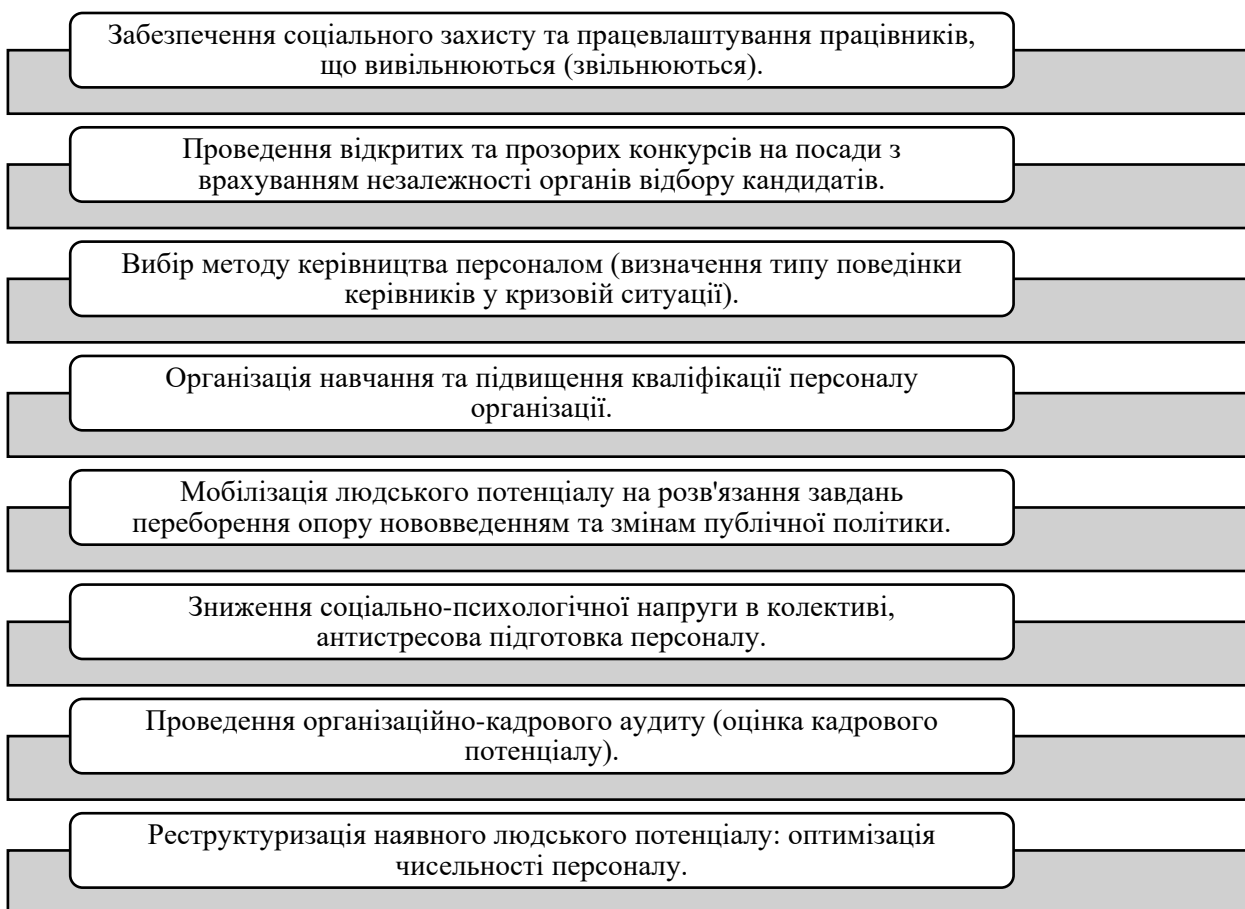 Забезпечення соціального захисту та працевлаштування працівників,
що вивільнюються (звільнюються).
Проведення відкритих та прозорих конкурсів на посади з
врахуванням незалежності органів відбору кандидатів.
Вибір методу керівництва персоналом (визначення типу поведінки
керівників у кризовій ситуації).
Організація навчання та підвищення кваліфікації персоналу
організації.
Мобілізація людського потенціалу на розв'язання завдань
переборення опору нововведенням та змінам публічної політики.
Зниження соціально-психологічної напруги в колективі,
антистресова підготовка персоналу.
Проведення організаційно-кадрового аудиту (оцінка кадрового
потенціалу).
Реструктуризація наявного людського потенціалу: оптимізація
чисельності персоналу.